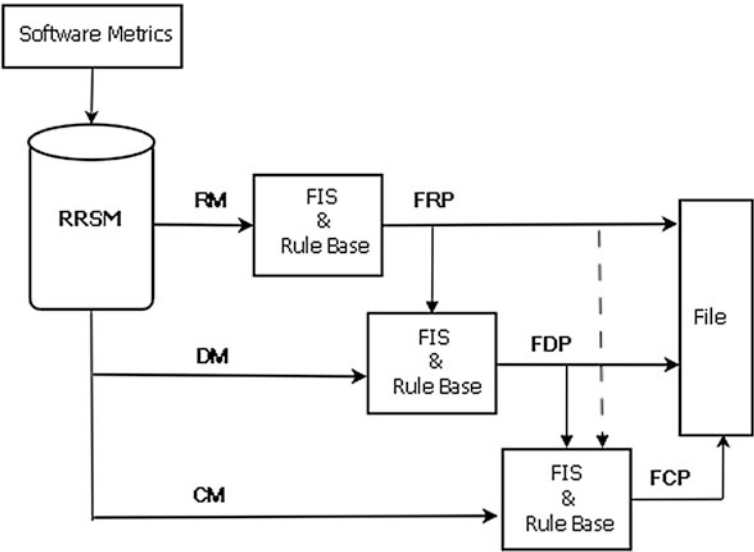 Software Metrics
RRSM
RM
FIS
&
Rule Base
FRP
File
DM
FIS
&
Rule Base
FDP
CM
FIS
&
Rule Base
FCP